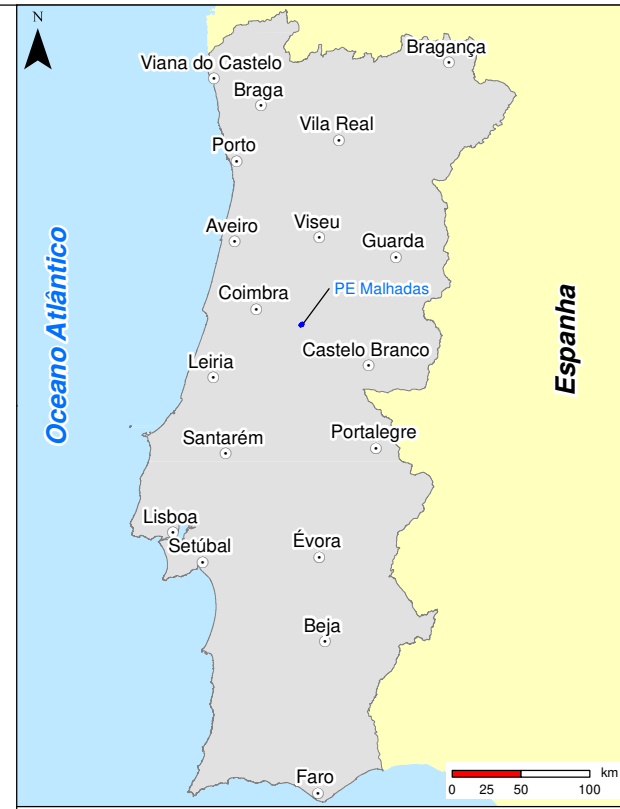 N
Bragança
Viana do Castelo
Braga
Vila Real
Porto
Aveiro
Viseu
Guarda
Oceano Atlântico
Coimbra
PE Malhadas
Espanha
Leiria
Castelo Branco
Santarém
Portalegre
Lisboa
Setúbal
Évora
Beja
Faro
km
0 25 50 100